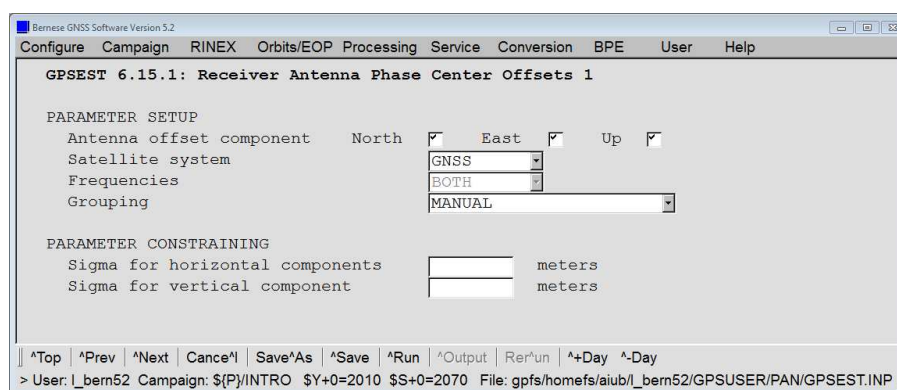 Bernese GNSS Software Version 5.2
Configure Campaign RINEX Orbits/EOP Processing Service Conversion BPE User Help
GPSEST 6.15.1: Receiver Antenna Phase Center Offsets 1
PARAMETER SETUP
Antenna offset component North East Up
Satellite system GNSS
Frequencies BOTH
Grouping MANUAL
PARAMETER CONSTRAINING
Sigma for horizontal components meters
Sigma for vertical component meters
^Top ^Prev ^Next Cance^l Save^As ^Save ^Run ^Output Rer^un ^+Day ^-Day
> User: l_bern52 Campaign: ${P}/INTRO $Y+0=2010 $S+0=2070 File: gpfs/homefs/aiub/l_bern52/GPSUSER/PAN/GPSEST.INP